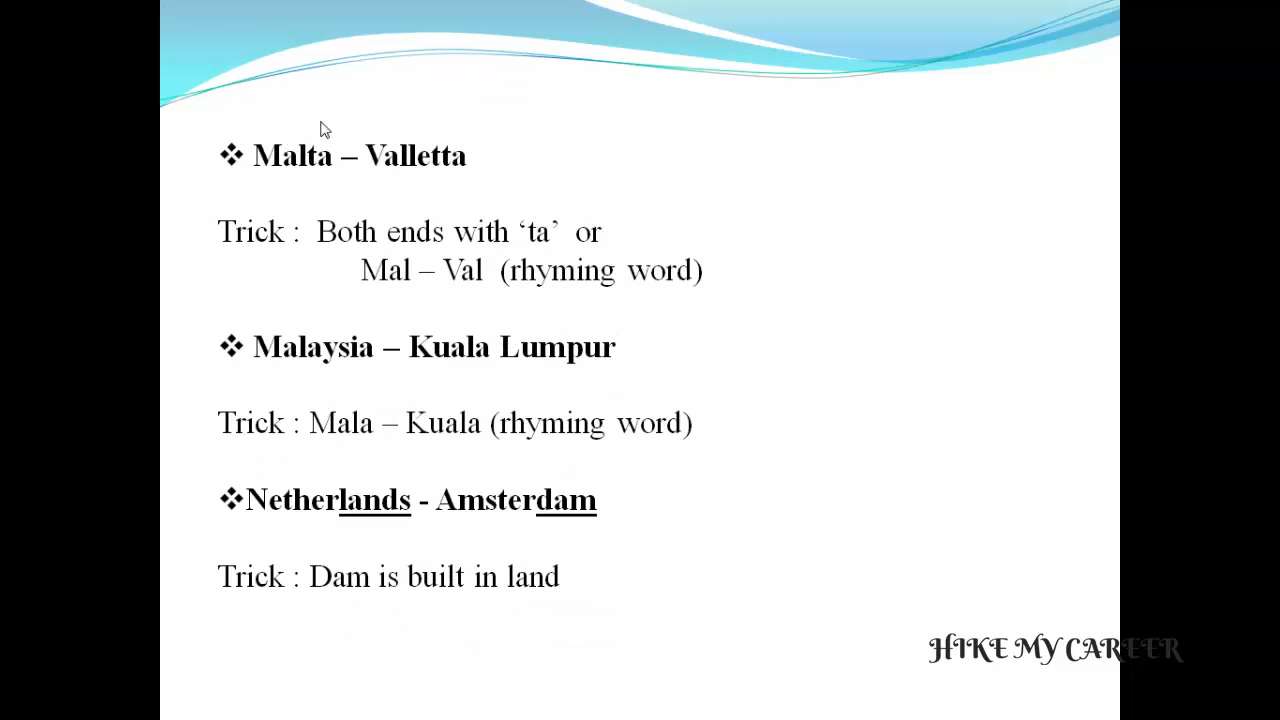 ❖ Malta – Valletta
Trick : Both ends with ‘ta’ or
Mal – Val (rhyming word)
❖ Malaysia – Kuala Lumpur
Trick : Mala – Kuala (rhyming word)
❖Netherlands - Amsterdam
Trick : Dam is built in land
HIKE MY CAREER